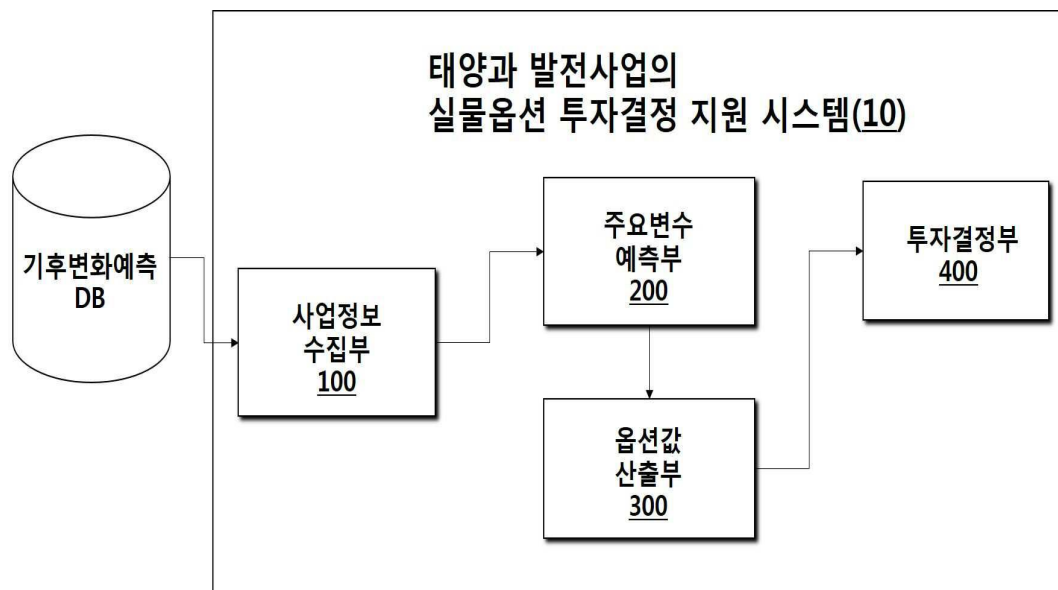 태양과 발전사업의
실물옵션 투자결정 지원 시스템(10)
기후변화예측
DB
사업정보
수집부
100
주요변수
예측부
200
옵션값
산출부
300
투자결정부
400